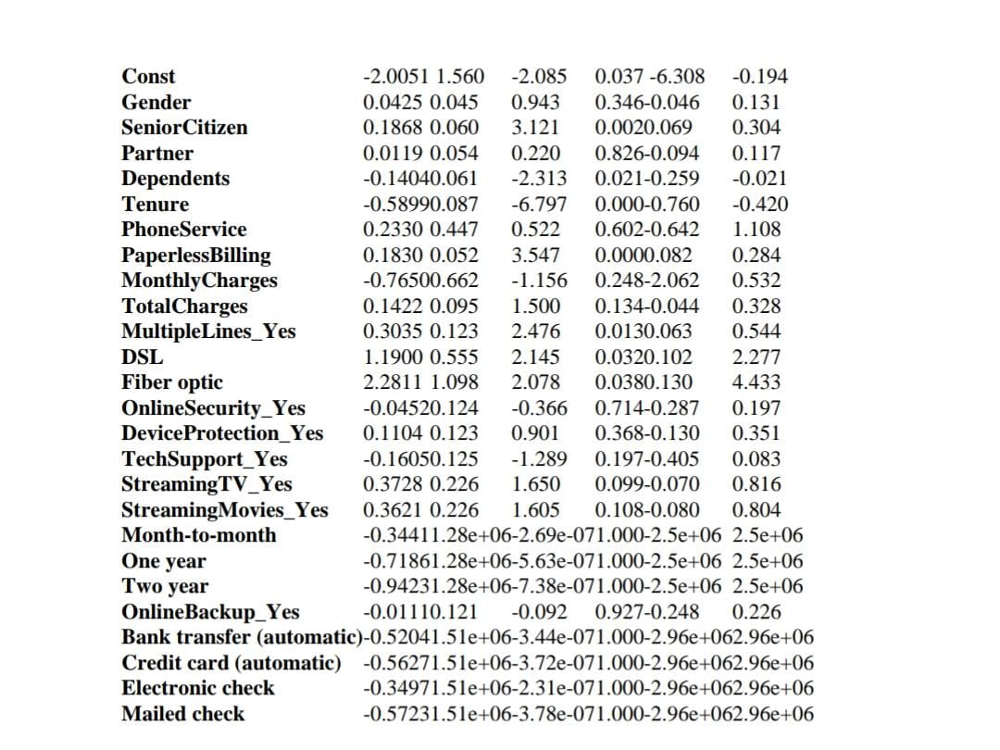 Const -2.0051 1.560 -2.085 0.037 -6.308 -0.194
Gender 0.0425 0.045 0.943 0.346-0.046 0.131
SeniorCitizen 0.1868 0.060 3.121 0.0020.069 0.304
Partner 0.0119 0.054 0.220 0.826-0.094 0.117
Dependents -0.14040.061 -2.313 0.021-0.259 -0.021
Tenure -0.58990.087 -6.797 0.000-0.760 -0.420
PhoneService 0.2330 0.447 0.522 0.602-0.642 1.108
PaperlessBilling 0.1830 0.052 3.547 0.0000.082 0.284
MonthlyCharges -0.76500.662 -1.156 0.248-2.062 0.532
TotalCharges 0.1422 0.095 1.500 0.134-0.044 0.328
MultipleLines_Yes 0.3035 0.123 2.476 0.0130.063 0.544
DSL 1.1900 0.555 2.145 0.0320.102 2.277
Fiber optic 2.2811 1.098 2.078 0.0380.130 4.433
OnlineSecurity_Yes -0.04520.124 -0.366 0.714-0.287 0.197
DeviceProtection_Yes 0.1104 0.123 0.901 0.368-0.130 0.351
TechSupport_Yes -0.16050.125 -1.289 0.197-0.405 0.083
StreamingTV_Yes 0.3728 0.226 1.650 0.099-0.070 0.816
StreamingMovies_Yes 0.3621 0.226 1.605 0.108-0.080 0.804
Month-to-month -0.34411.28e+06-2.69e-071.000-2.5e+06 2.5e+06
One year -0.71861.28e+06-5.63e-071.000-2.5e+06 2.5e+06
Two year -0.94231.28e+06-7.38e-071.000-2.5e+06 2.5e+06
OnlineBackup_Yes -0.01110.121 -0.092 0.927-0.248 0.226
Bank transfer (automatic)-0.52041.51e+06-3.44e-071.000-2.96e+062.96e+06
Credit card (automatic) -0.56271.51e+06-3.72e-071.000-2.96e+062.96e+06
Electronic check -0.34971.51e+06-2.31e-071.000-2.96e+062.96e+06
Mailed check -0.57231.51e+06-3.78e-071.000-2.96e+062.96e+06